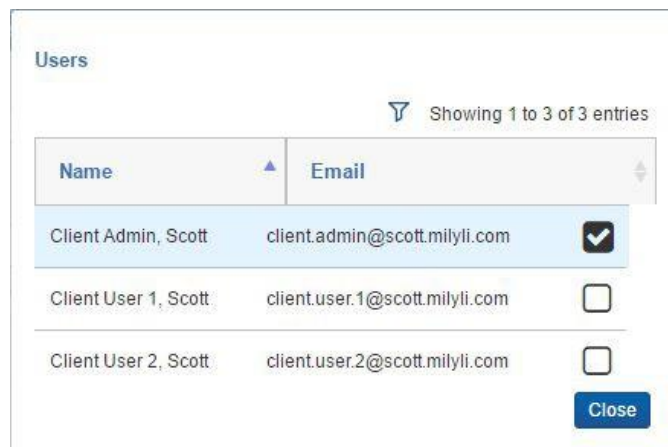 Users
Showing 1 to 3 of 3 entries
Name Email
Client Admin, Scott client.admin@scott.milyli.com
Client User 1, Scott client.user.1@scott.milyli.com
Client User 2, Scott client.user.2@scott.milyli.com
Close